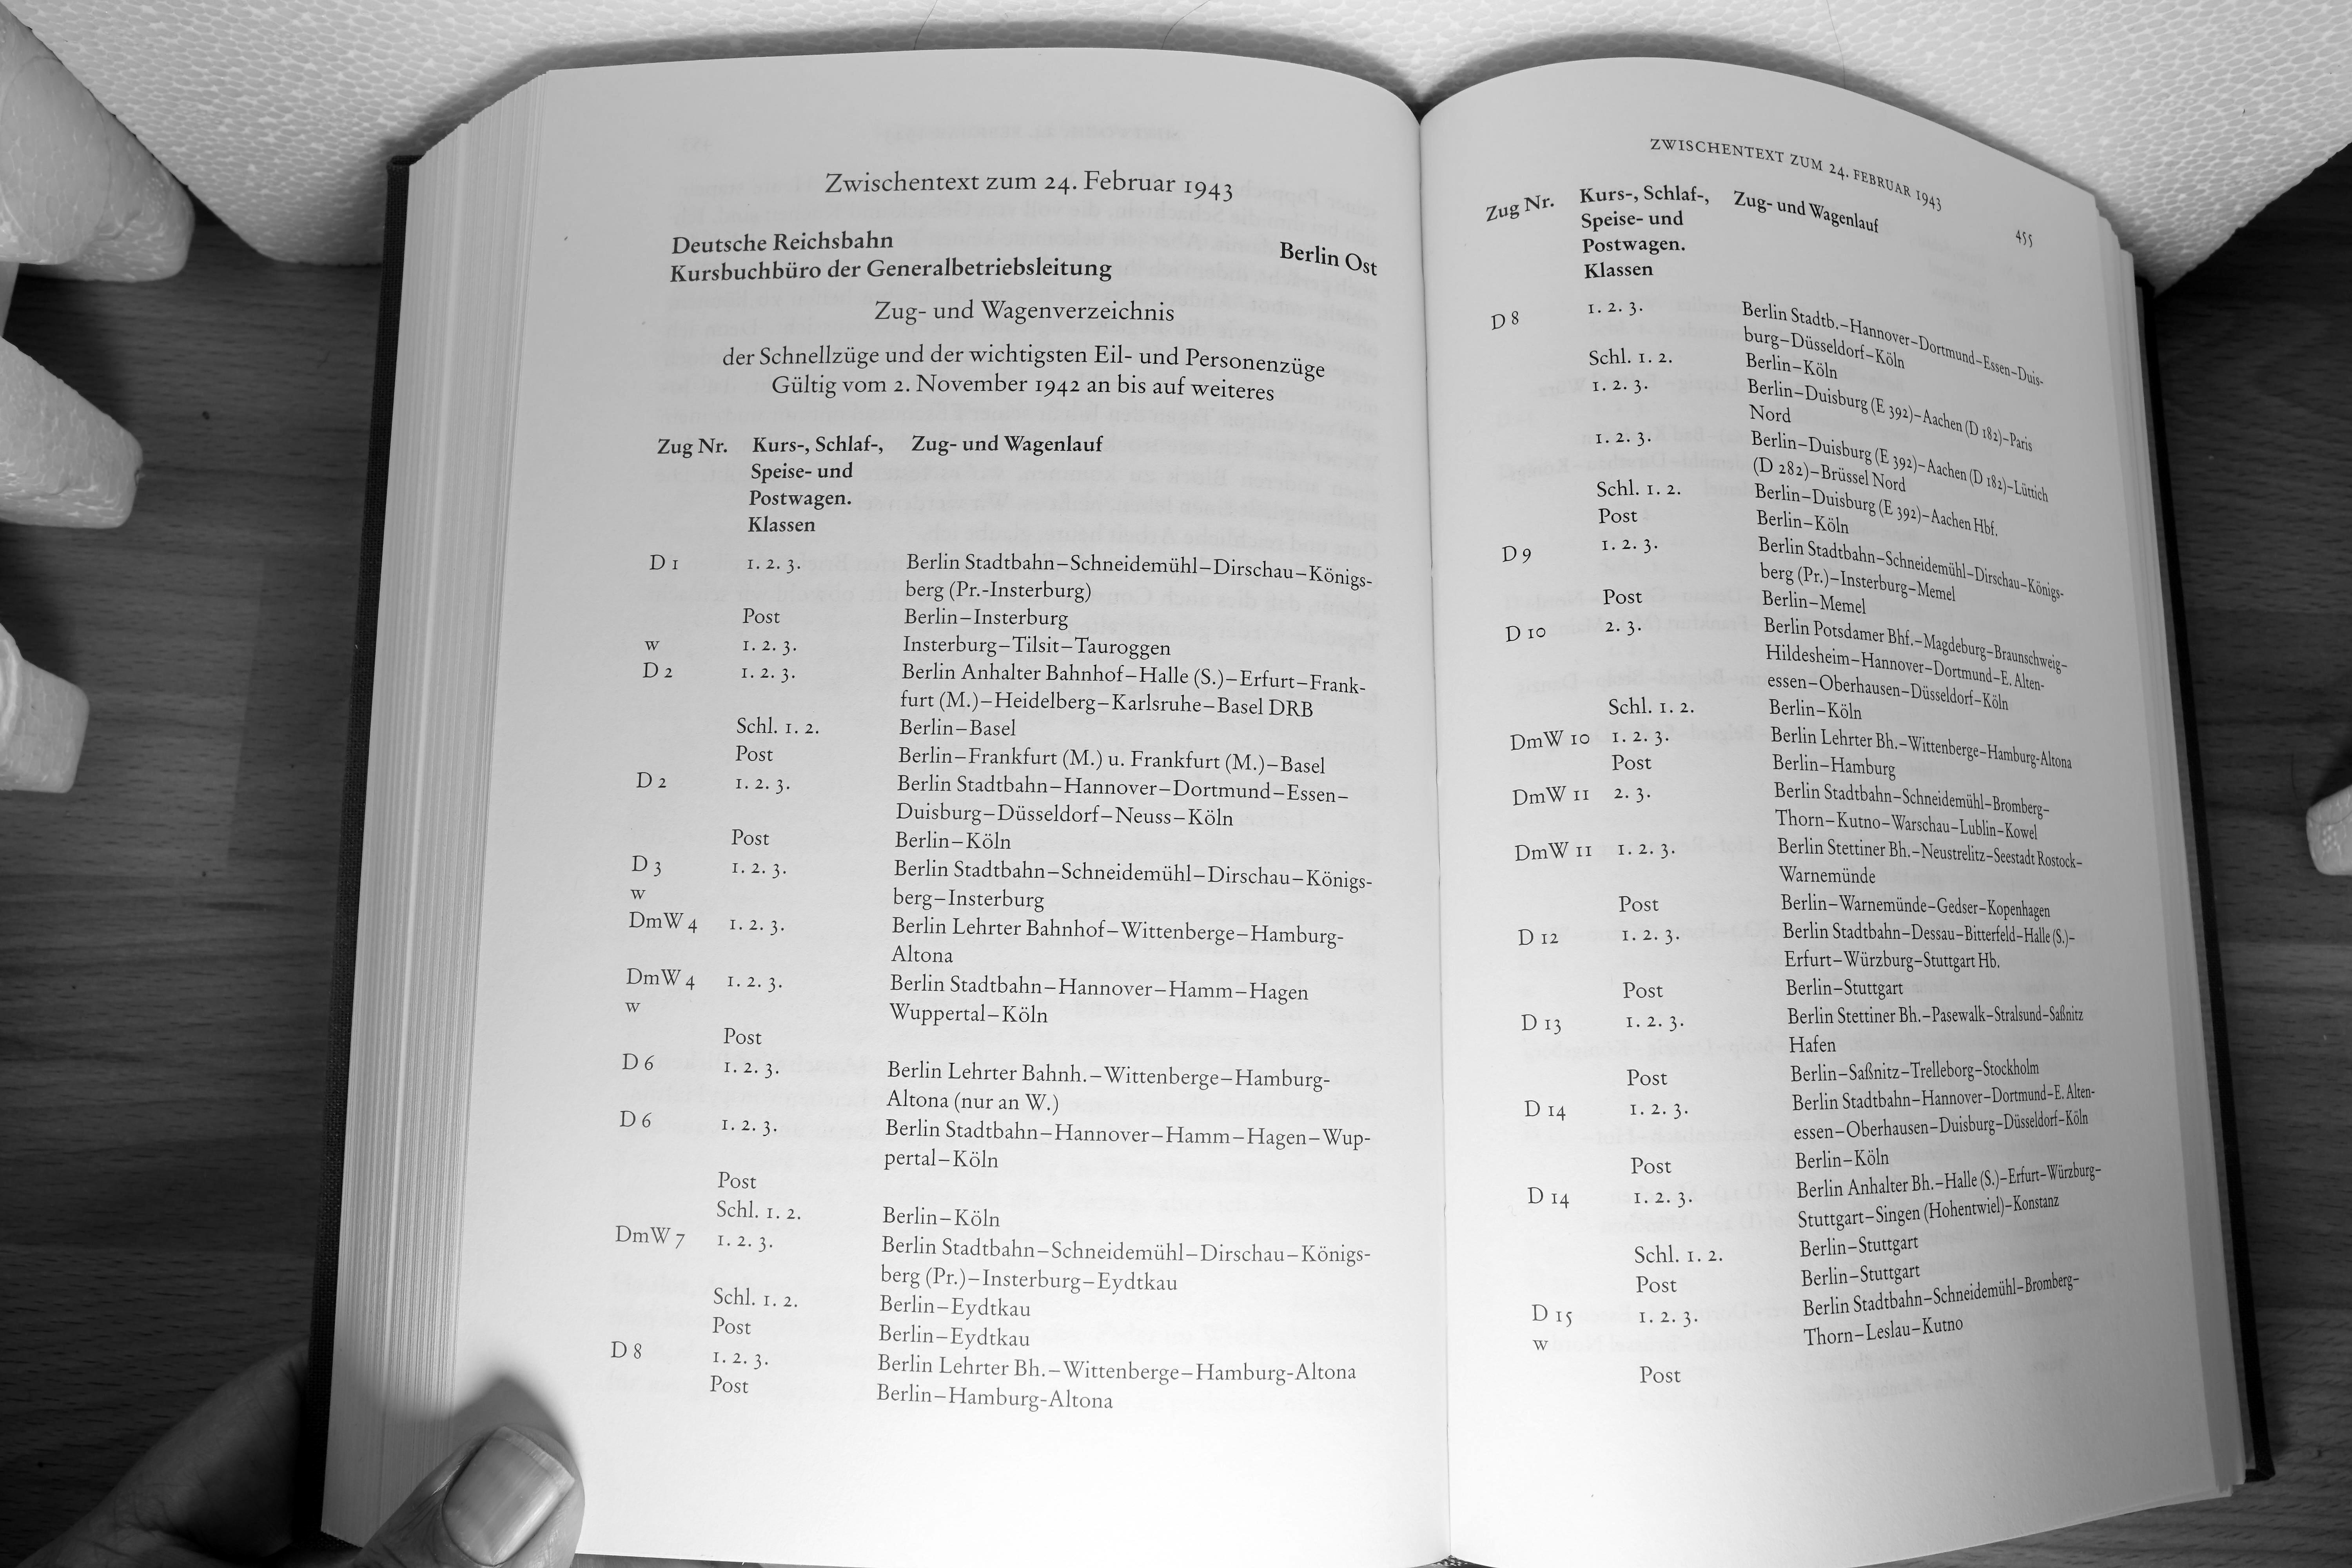 Zwischentext zum 24. Februar 1943
Deutsche Reichsbahn
Kursbuchbüro der Generalbetriebsleitung Berlin Ost
Zug- und Wagenverzeichnis
der Schnellzüge und der wichtigsten Eil- und Personenzüge
Gültig vom 2. November 1942 an bis auf weiteres
Zug Nr. Kurs-, Schlaf-, Zug- und Wagenlauf
Speise- und
Postwagen.
Klassen
D 1 1. 2. 3. Berlin Stadtbahn–Schneidemühl–Dirschau–Königs-
berg (Pr.-Insterburg)
Post Berlin–Insterburg
w 1. 2. 3. Insterburg–Tilsit–Tauroggen
D 2 1. 2. 3. Berlin Anhalter Bahnhof–Halle (S.)–Erfurt–Frank-
furt (M.)–Heidelberg–Karlsruhe–Basel DRB
Schl. 1. 2. Berlin–Basel
Post Berlin–Frankfurt (M.) u. Frankfurt (M.)–Basel
D 2 1. 2. 3. Berlin Stadtbahn–Hannover–Dortmund–Essen–
Duisburg–Düsseldorf–Neuss–Köln
Post Berlin–Köln
D 3 1. 2. 3. Berlin Stadtbahn–Schneidemühl–Dirschau–Königs-
w berg–Insterburg
DmW 4 1. 2. 3. Berlin Lehrter Bahnhof–Wittenberge–Hamburg-
Altona
DmW 4 1. 2. 3. Berlin Stadtbahn–Hannover–Hamm–Hagen
w Wuppertal–Köln
Post
D 6 1. 2. 3. Berlin Lehrter Bahnh.–Wittenberge–Hamburg-
Altona (nur an W.)
D 6 1. 2. 3. Berlin Stadtbahn–Hannover–Hamm–Hagen–Wup-
pertal–Köln
Post
Schl. 1. 2. Berlin–Köln
DmW 7 1. 2. 3. Berlin Stadtbahn–Schneidemühl–Dirschau–Königs-
berg (Pr.)–Insterburg–Eydtkau
Schl. 1. 2. Berlin–Eydtkau
Post Berlin–Eydtkau
D 8 1. 2. 3. Berlin Lehrter Bh.–Wittenberge–Hamburg-Altona
Post Berlin–Hamburg-Altona
ZWISCHENTEXT ZUM 24. FEBRUAR 1943 455
Zug Nr. Kurs-, Schlaf-, Zug- und Wagenlauf
Speise- und
Postwagen.
Klassen
D 8 1. 2. 3. Berlin Stadtb.–Hannover–Dortmund–Essen–Duis-
burg–Düsseldorf–Köln
Schl. 1. 2. Berlin–Köln
1. 2. 3. Berlin–Duisburg (E 392)–Aachen (D 182)–Paris
Nord
1. 2. 3. Berlin–Duisburg (E 392)–Aachen (D 182)–Lüttich
(D 282)–Brüssel Nord
Schl. 1. 2. Berlin–Duisburg (E 392)–Aachen Hbf.
Post Berlin–Köln
D 9 1. 2. 3. Berlin Stadtbahn–Schneidemühl–Dirschau–Königs-
berg (Pr.)–Insterburg–Memel
Post Berlin–Memel
D 10 2. 3. Berlin Potsdamer Bhf.–Magdeburg–Braunschweig–
Hildesheim–Hannover–Dortmund–E. Alten-
essen–Oberhausen–Düsseldorf–Köln
Schl. 1. 2. Berlin–Köln
DmW 10 1. 2. 3. Berlin Lehrter Bh.–Wittenberge–Hamburg-Altona
Post Berlin–Hamburg
DmW 11 2. 3. Berlin Stadtbahn–Schneidemühl–Bromberg–
Thorn–Kutno–Warschau–Lublin–Kowel
DmW 11 1. 2. 3. Berlin Stettiner Bh.–Neustrelitz–Seestadt Rostock–
Warnemünde
Post Berlin–Warnemünde–Gedser–Kopenhagen
D 12 1. 2. 3. Berlin Stadtbahn–Dessau–Bitterfeld–Halle (S.)–
Erfurt–Würzburg–Stuttgart Hb.
Post Berlin–Stuttgart
D 13 1. 2. 3. Berlin Stettiner Bh.–Pasewalk–Stralsund–Saßnitz
Hafen
Post Berlin–Saßnitz–Trelleborg–Stockholm
D 14 1. 2. 3. Berlin Stadtbahn–Hannover–Dortmund–E. Alten-
essen–Oberhausen–Duisburg–Düsseldorf–Köln
Post Berlin–Köln
D 14 1. 2. 3. Berlin Anhalter Bh.–Halle (S.)–Erfurt–Würzburg–
Stuttgart–Singen (Hohentwiel)–Konstanz
Schl. 1. 2. Berlin–Stuttgart
Post Berlin–Stuttgart
D 15 1. 2. 3. Berlin Stadtbahn–Schneidemühl–Bromberg–
w Thorn–Leslau–Kutno
Post